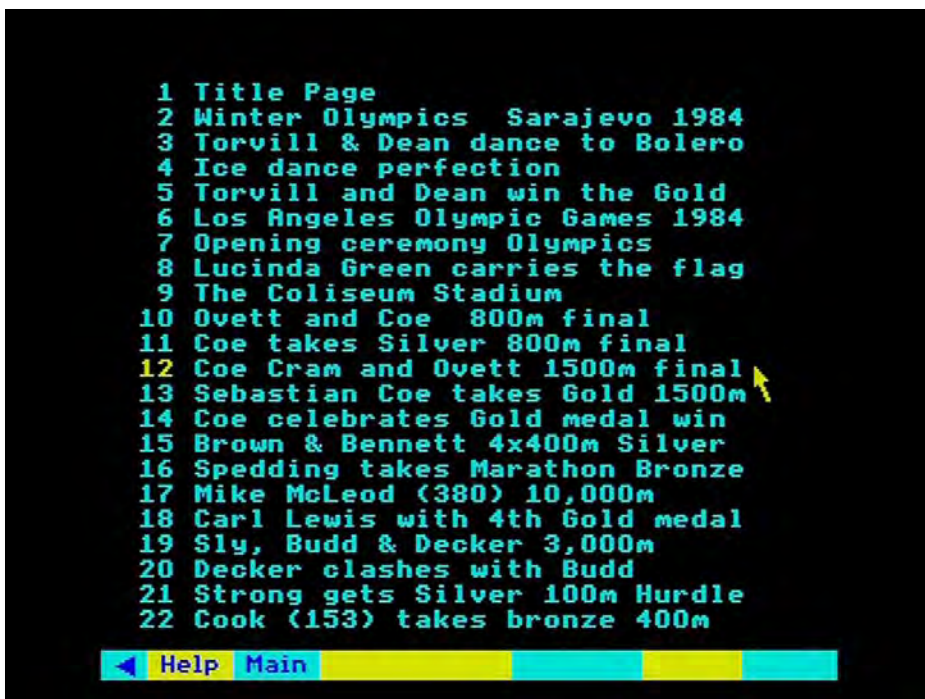 1 Title Page
2 Winter Olympics  Sarajevo 1984
3 Torvill & Dean dance to Bolero
4 Ice dance perfection
5 Torvill and Dean win the Gold
6 Los Angeles Olympic Games 1984
7 Opening ceremony Olympics
8 Lucinda Green carries the flag
9 The Coliseum Stadium
10 Ovett and Coe  800m final
11 Coe takes Silver 800m final
12 Coe Cram and Ovett 1500m final
13 Sebastian Coe takes Gold 1500m
14 Coe celebrates Gold medal win
15 Brown & Bennett 4x400m Silver
16 Spedding takes Marathon Bronze
17 Mike McLeod (380) 10,000m
18 Carl Lewis with 4th Gold medal
19 Sly, Budd & Decker 3,000m
20 Decker clashes with Budd
21 Strong gets Silver 100m Hurdle
22 Cook (153) takes bronze 400m
Help Main